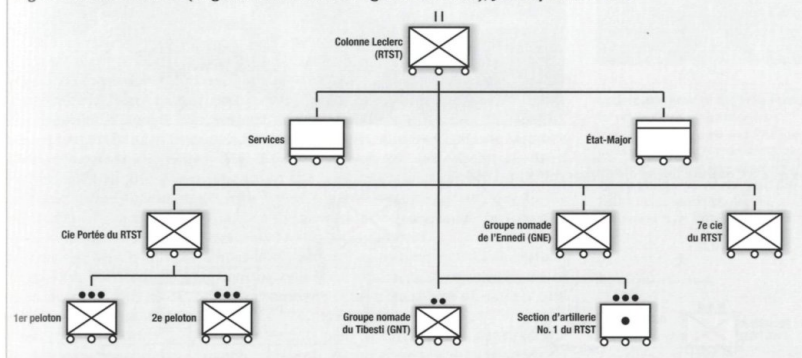 Colonne Leclerc
(RTST)
Services
État-Major
Cie Portée du RTST
Groupe nomade
de l'Ennedi (GNE)
7e cie
du RTST
1er peloton
2e peloton
Groupe nomade
du Tibesti (GNT)
Section d'artillerie
No. 1 du RTST